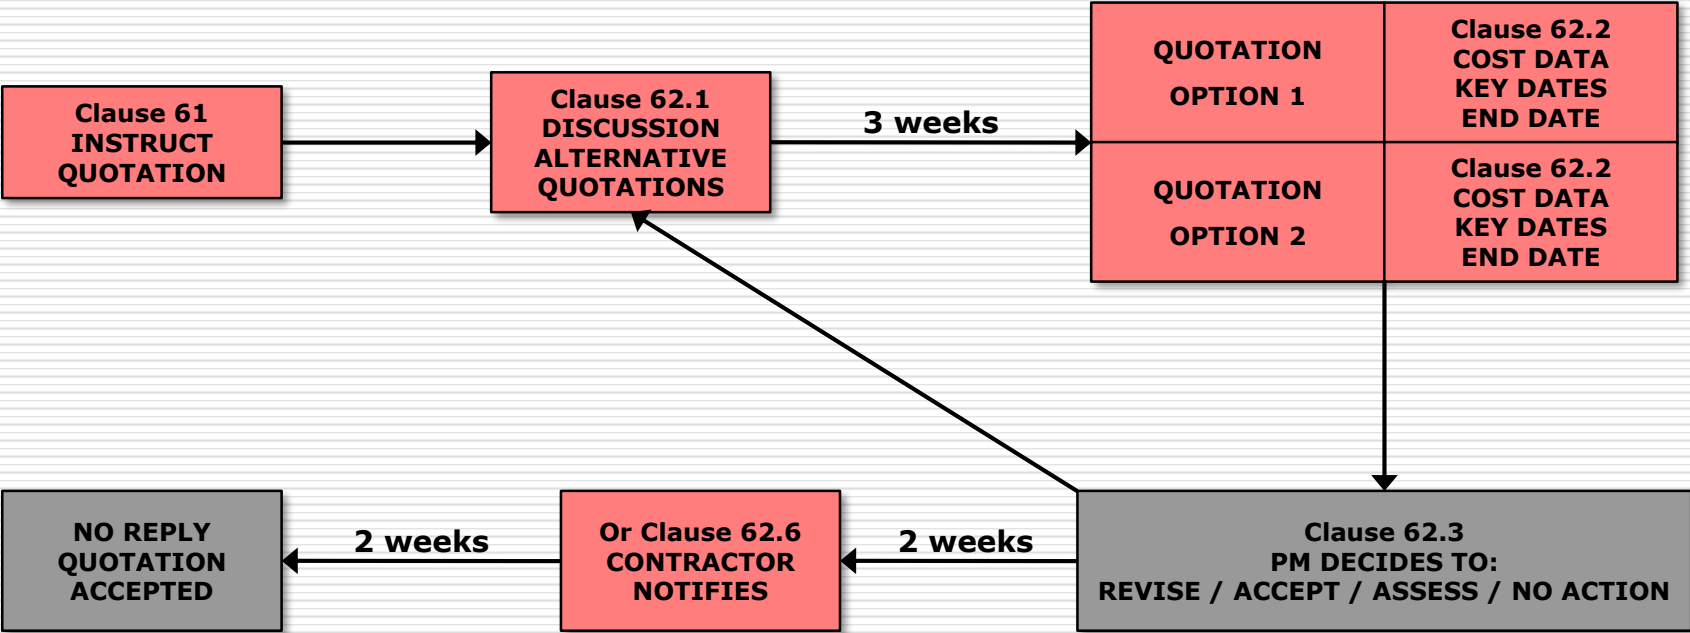 Clause 61
INSTRUCT
QUOTATION
Clause 62.1
DISCUSSION
ALTERNATIVE
QUOTATIONS
3 weeks
QUOTATION
OPTION 1
Clause 62.2
COST DATA
KEY DATES
END DATE
QUOTATION
OPTION 2
Clause 62.2
COST DATA
KEY DATES
END DATE
NO REPLY
QUOTATION
ACCEPTED
2 weeks
Or Clause 62.6
CONTRACTOR
NOTIFIES
2 weeks
Clause 62.3
PM DECIDES TO:
REVISE / ACCEPT / ASSESS / NO ACTION